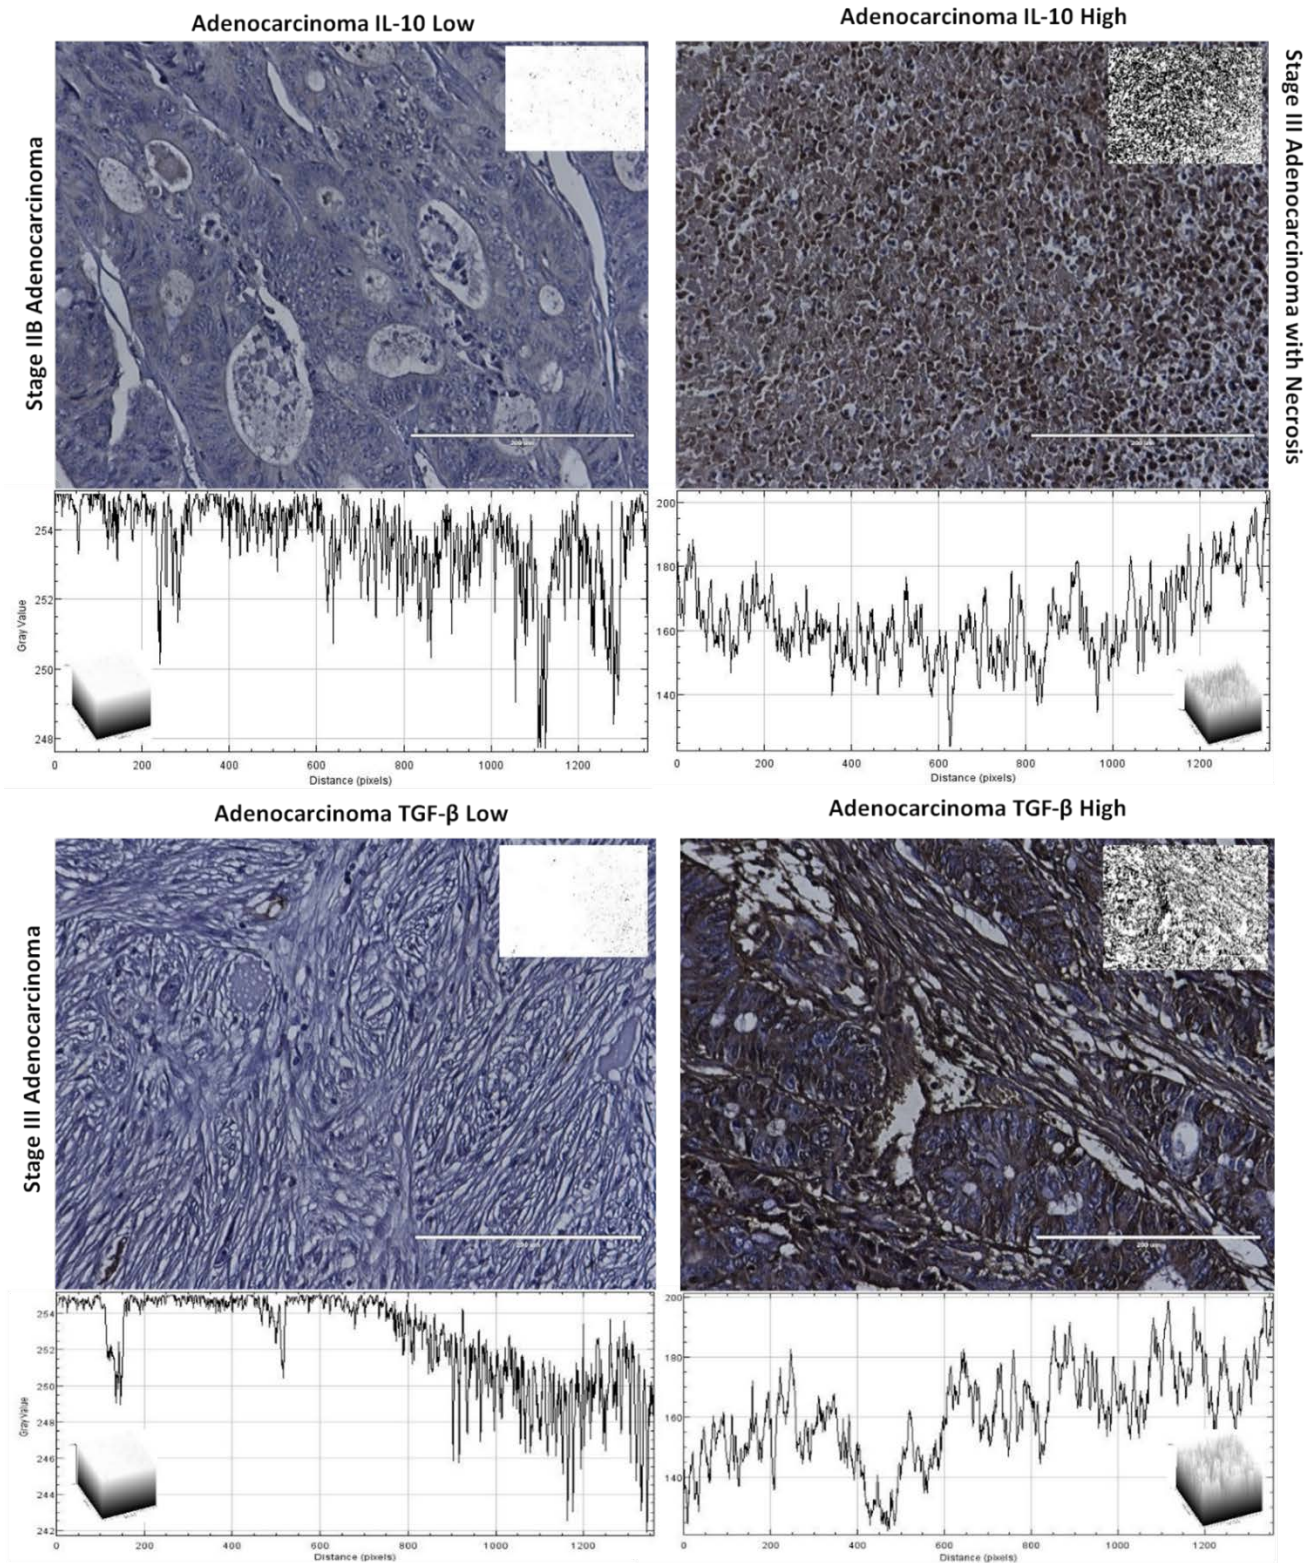 Adenocarcinoma IL-10 Low
Adenocarcinoma IL-10 High
Stage IIB Adenocarcinoma
Stage III Adenocarcinoma with Necrosis
200 um
254
252
250
248
Gray Value
0 200 400 600 800 1000 1200
Distance (pixels)
200
180
160
140
0 200 400 600 800 1000 1200
Distance (pixels)
Adenocarcinoma TGF-β Low
Adenocarcinoma TGF-β High
Stage III Adenocarcinoma
200 um
254
252
250
248
246
244
242
Gray Value
0 200 400 600 800 1000 1200
Distance (pixels)
200
180
160
140
0 200 400 600 800 1000 1200
Distance (pixels)